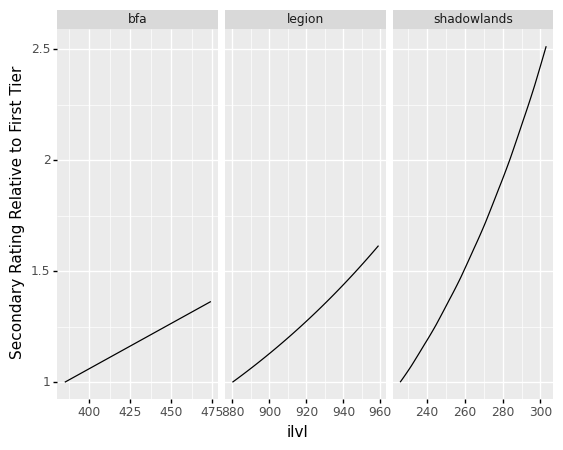 bfa
legion
shadowlands
Secondary Rating Relative to First Tier
2.5
2
1.5
1
400 425 450 475
880 900 920 940 960
240 260 280 300
ilvl